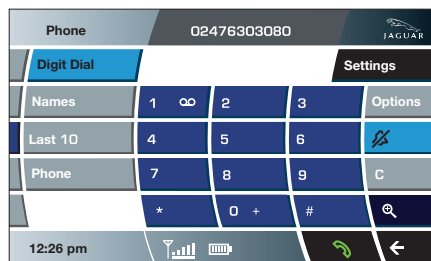 Phone 02476303080 JAGUAR
Digit Dial Settings
Names 1 2 3 Options
Last 10 4 5 6
Phone 7 8 9 C
* 0 + #
12:26 pm